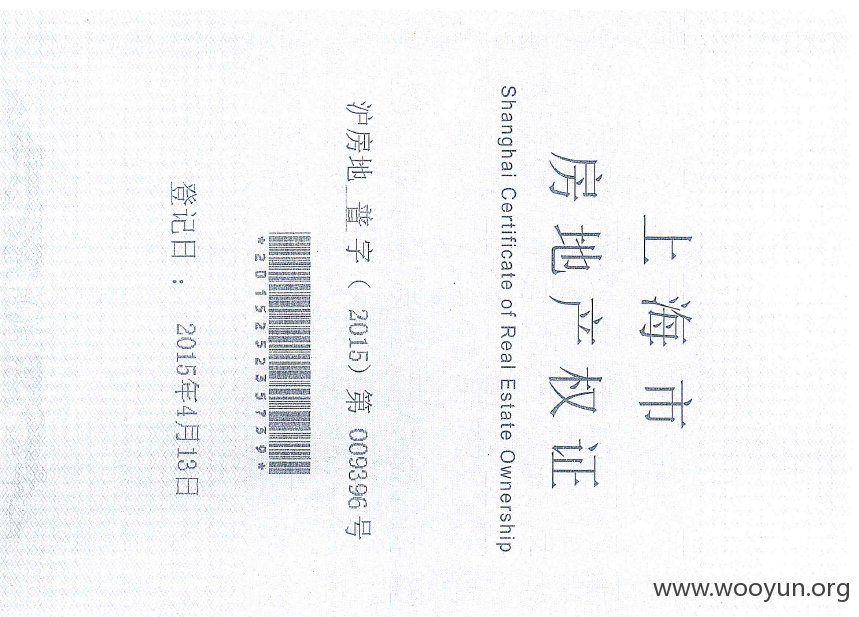 上海市
房地产权证
Shanghai Certificate of Real Estate Ownership
沪房地普字（2015）第 009396 号
*201525235739*
登记日： 2015年4月13日
www.wooyun.org